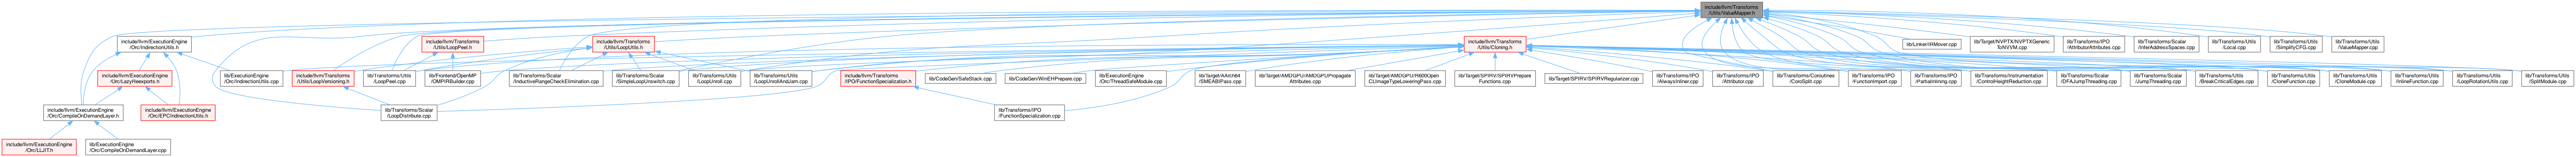 include/llvm/Transforms
/Utils/ValueMapper.h
include/llvm/ExecutionEngine
/Orc/IndirectionUtils.h
include/llvm/Transforms
/Utils/LoopPeel.h
include/llvm/Transforms
/Utils/LoopUtils.h
include/llvm/Transforms
/Utils/Cloning.h
lib/Linker/IRMover.cpp
lib/Target/NVPTX/NVPTXGeneric
ToNVVM.cpp
lib/Transforms/IPO
/AttributorAttributes.cpp
lib/Transforms/Scalar
/InferAddressSpaces.cpp
lib/Transforms/Utils
/Local.cpp
lib/Transforms/Utils
/SimplifyCFG.cpp
lib/Transforms/Utils
/ValueMapper.cpp
include/llvm/ExecutionEngine
/Orc/LazyReexports.h
lib/ExecutionEngine
/Orc/IndirectionUtils.cpp
include/llvm/Transforms
/Utils/LoopVersioning.h
lib/Transforms/Utils
/LoopPeel.cpp
lib/Frontend/OpenMP
/OMPIRBuilder.cpp
lib/Transforms/Scalar
/InductiveRangeCheckElimination.cpp
lib/Transforms/Scalar
/SimpleLoopUnswitch.cpp
lib/Transforms/Utils
/LoopUnroll.cpp
lib/Transforms/Utils
/LoopUnrollAndJam.cpp
include/llvm/Transforms
/IPO/FunctionSpecialization.h
lib/CodeGen/SafeStack.cpp
lib/CodeGen/WinEHPrepare.cpp
lib/ExecutionEngine
/Orc/ThreadSafeModule.cpp
lib/Target/AArch64
/SMEABIPass.cpp
lib/Target/AMDGPU/AMDGPUPropagate
Attributes.cpp
lib/Target/AMDGPU/R600Open
CLImageTypeLoweringPass.cpp
lib/Target/SPIRV/SPIRVPrepare
Functions.cpp
lib/Target/SPIRV/SPIRVRegularizer.cpp
lib/Transforms/IPO
/AlwaysInliner.cpp
lib/Transforms/IPO
/Attributor.cpp
lib/Transforms/Coroutines
/CoroSplit.cpp
lib/Transforms/IPO
/FunctionImport.cpp
lib/Transforms/IPO
/PartialInlining.cpp
lib/Transforms/Instrumentation
/ControlHeightReduction.cpp
lib/Transforms/Scalar
/DFAJumpThreading.cpp
lib/Transforms/Scalar
/JumpThreading.cpp
lib/Transforms/Utils
/BreakCriticalEdges.cpp
lib/Transforms/Utils
/CloneFunction.cpp
lib/Transforms/Utils
/CloneModule.cpp
lib/Transforms/Utils
/InlineFunction.cpp
lib/Transforms/Utils
/LoopRotationUtils.cpp
lib/Transforms/Utils
/SplitModule.cpp
include/llvm/ExecutionEngine
/Orc/CompileOnDemandLayer.h
include/llvm/ExecutionEngine
/Orc/EPCIndirectionUtils.h
lib/Transforms/Scalar
/LoopDistribute.cpp
lib/Transforms/IPO
/FunctionSpecialization.cpp
include/llvm/ExecutionEngine
/Orc/LLJIT.h
lib/ExecutionEngine
/Orc/CompileOnDemandLayer.cpp